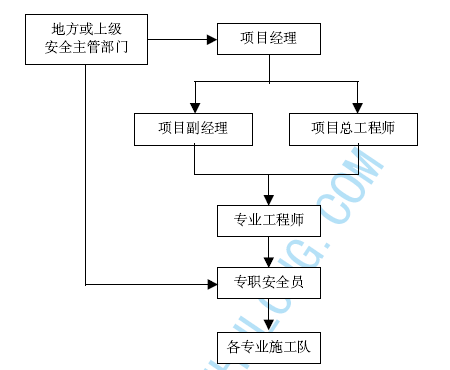 地方或上级
安全主管部门
项目经理
项目副经理
项目总工程师
专业工程师
专职安全员
各专业施工队